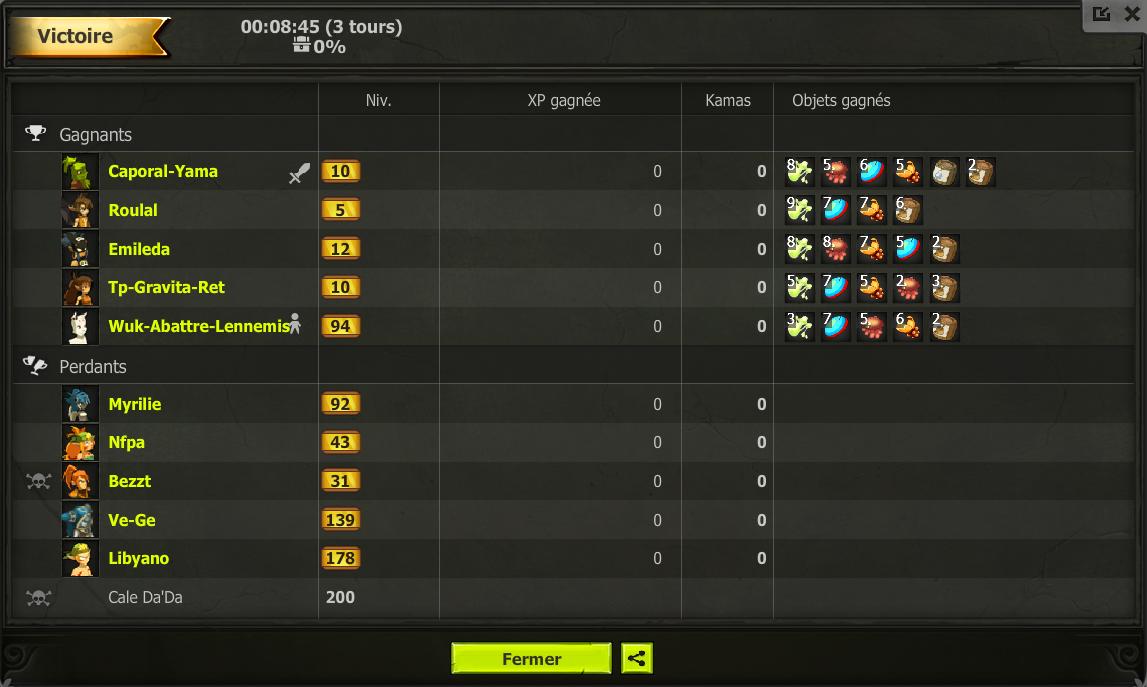 Victoire
00:08:45 (3 tours)
0%
Niv. XP gagnée Kamas Objets gagnés
Gagnants
Caporal-Yama 10 0 0 8 5 6 5 2
Roulal 5 0 0 9 7 7 6
Emileda 12 0 0 8 8 7 5 2
Tp-Gravita-Ret 10 0 0 5 7 5 2 3
Wuk-Abattre-Lennemis 94 0 0 3 7 5 6 2
Perdants
Myrilie 92 0 0
Nfpa 43 0 0
Bezzt 31 0 0
Ve-Ge 139 0 0
Libyano 178 0 0
Cale Da'Da 200
Fermer